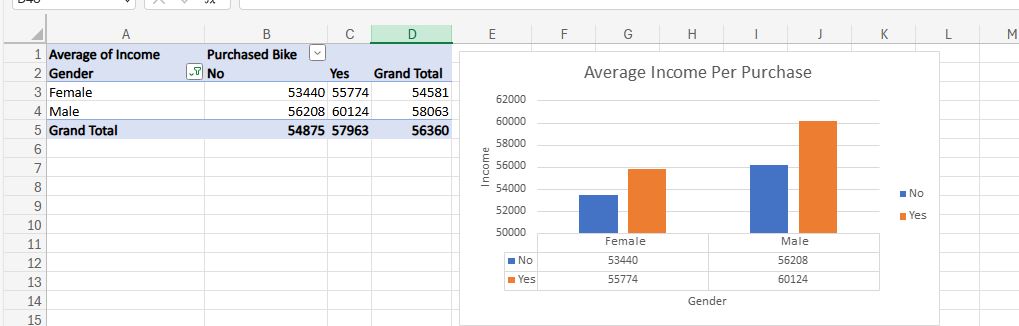 A B C D E F G H I J K L M
1 Average of Income Purchased Bike
2 Gender No Yes Grand Total
3 Female 53440 55774 54581
4 Male 56208 60124 58063
5 Grand Total 54875 57963 56360
6
7
8
9
10
11
12
13
14
15
Average Income Per Purchase
62000
60000
58000
56000
54000
52000
50000
Income
No
Yes
Female Male
No 53440 56208
Yes 55774 60124
Gender